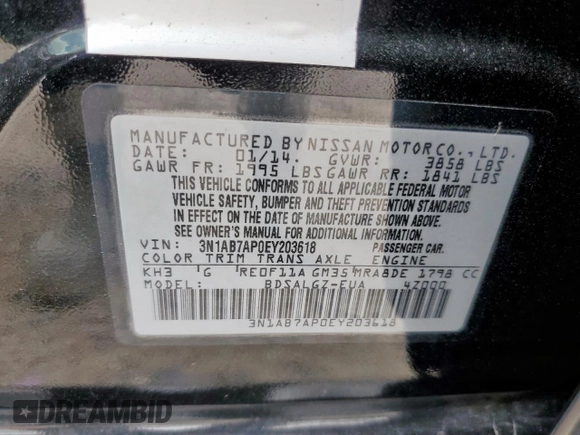 MANUFACTURED BY NISSAN MOTOR CO., LTD.
DATE: 01/14. GVWR: 3858 LBS
GAWR FR: 1995 LBS GAWR RR: 1841 LBS
THIS VEHICLE CONFORMS TO ALL APPLICABLE FEDERAL MOTOR
VEHICLE SAFETY, BUMPER AND THEFT PREVENTION STANDARDS
IN EFFECT ON THE DATE OF MANUFACTURE SHOWN ABOVE.
SEE OWNER'S MANUAL FOR ADDITIONAL INFORMATION.
VIN: 3N1AB7AP0EY203618 PASSENGER CAR.
COLOR TRIM TRANS AXLE ENGINE
KH3 G RE0F11A GM35 MRA8DE 1798 CC
MODEL: BDSALGZ-EUA 4Z000
3N1AB7AP0EY203618
DREAMBID